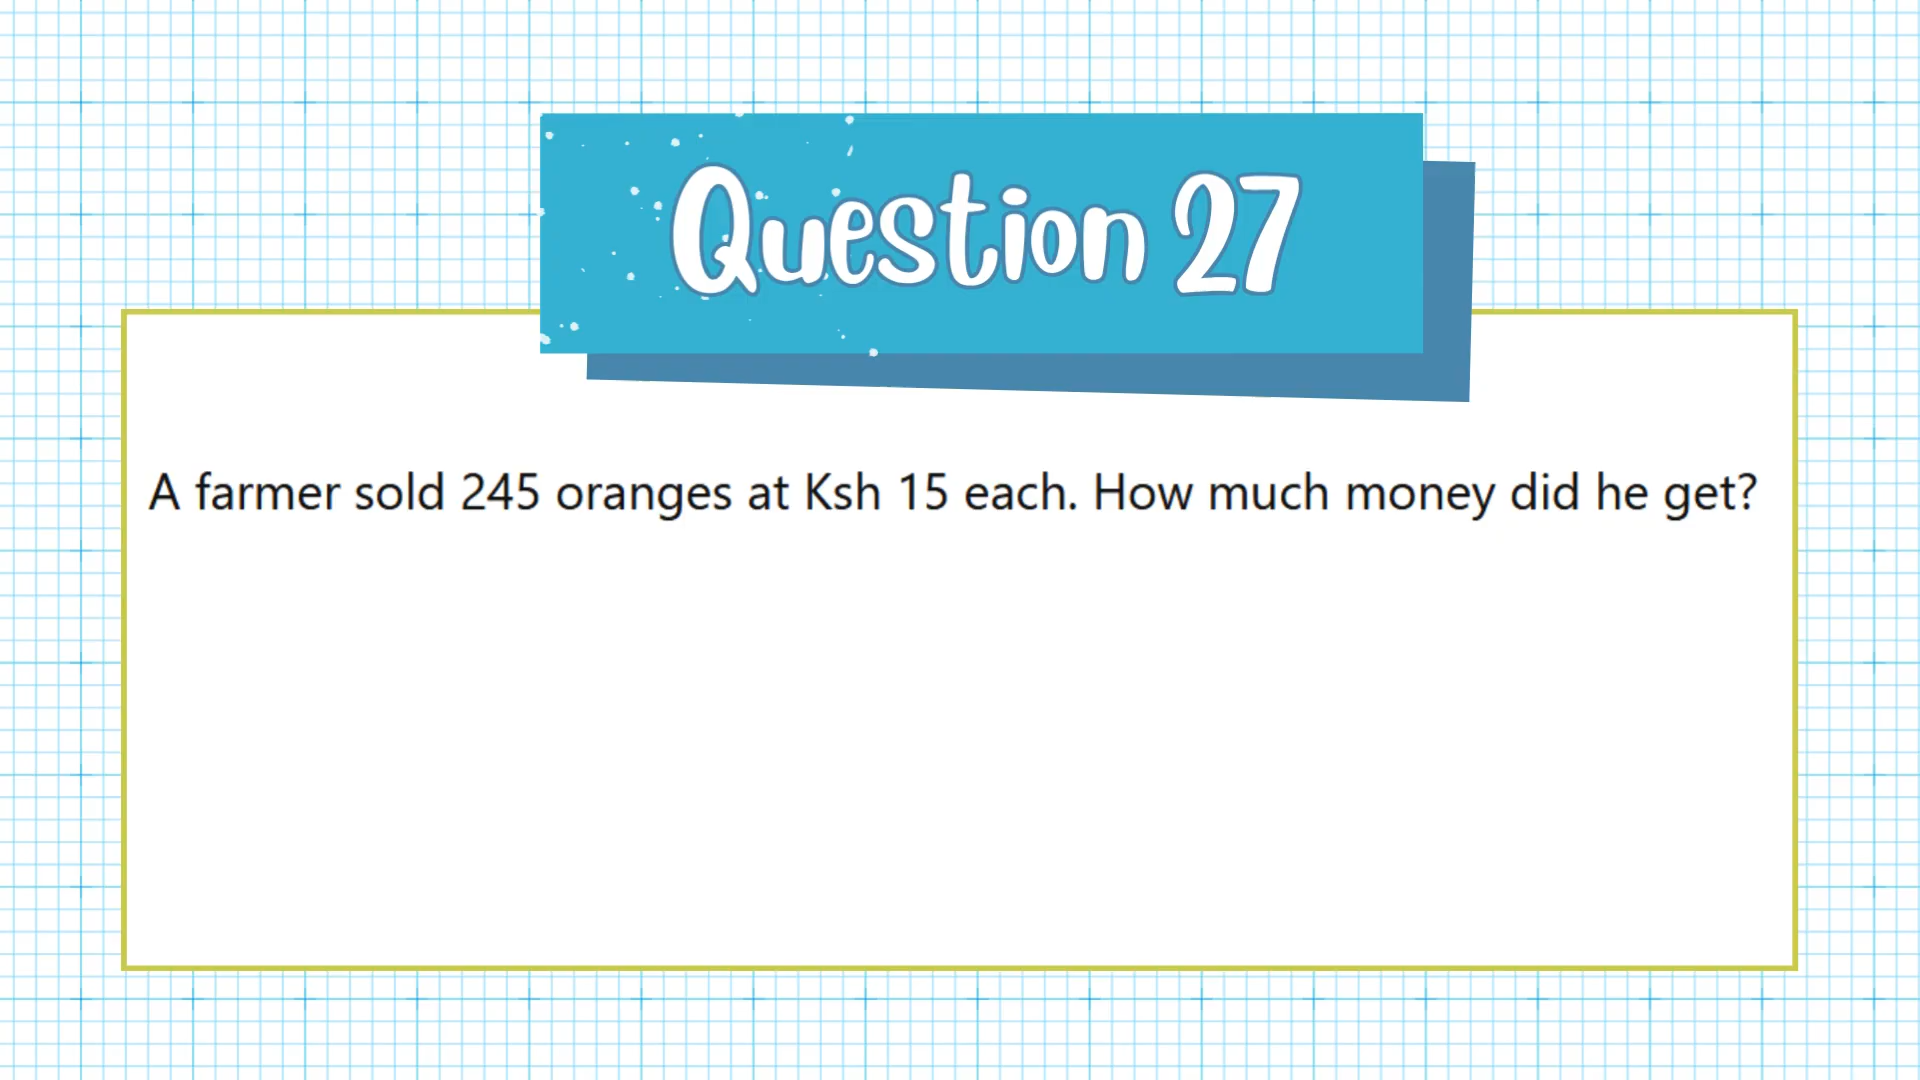 Question 27
A farmer sold 245 oranges at Ksh 15 each. How much money did he get?